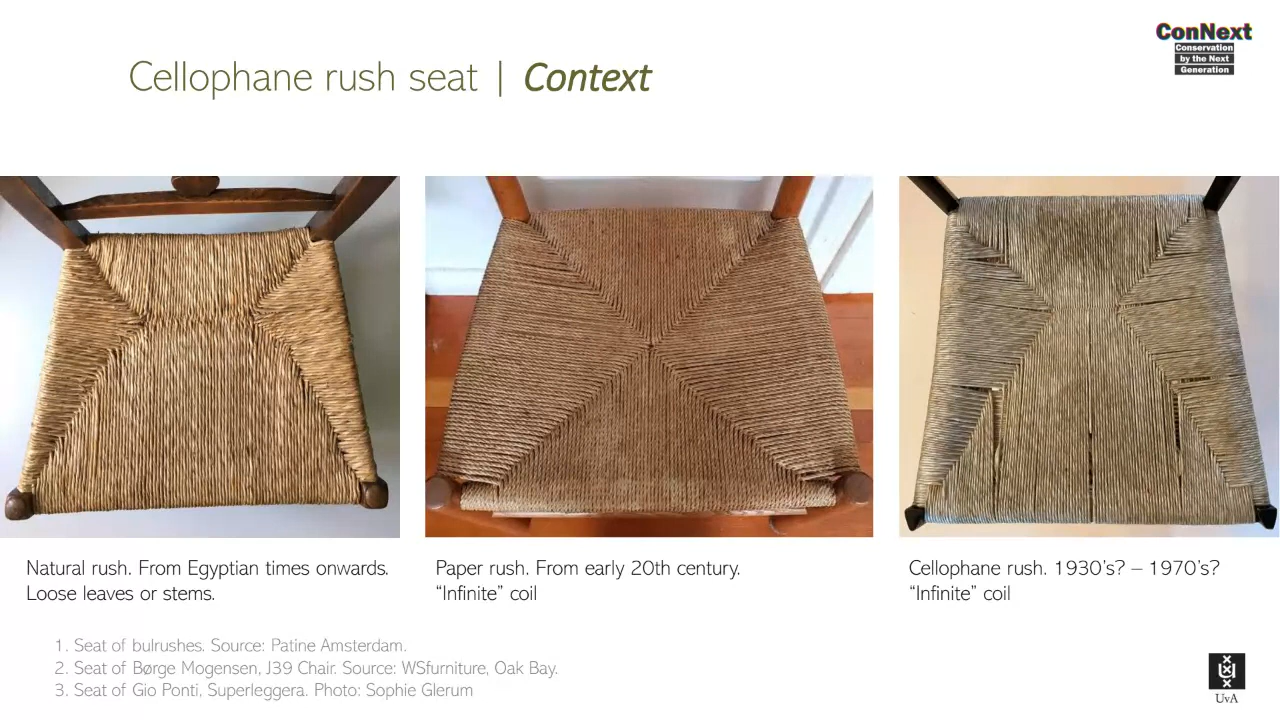 ConNext
Conservation
by the Next
Generation
Cellophane rush seat | Context
Natural rush. From Egyptian times onwards.
Loose leaves or stems.
Paper rush. From early 20th century.
“Infinite” coil
Cellophane rush. 1930’s? – 1970’s?
“Infinite” coil
1. Seat of bulrushes. Source: Patine Amsterdam.
2. Seat of Børge Mogensen, J39 Chair. Source: WSfurniture, Oak Bay.
3. Seat of Gio Ponti, Superleggera. Photo: Sophie Glerum
UvA